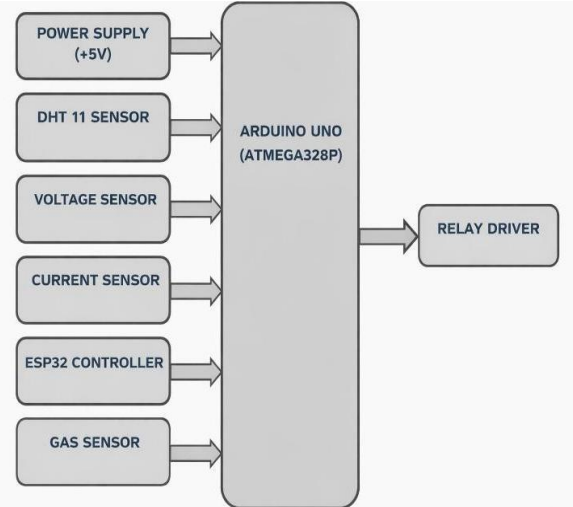 POWER SUPPLY
(+5V)
DHT 11 SENSOR
VOLTAGE SENSOR
CURRENT SENSOR
ESP32 CONTROLLER
GAS SENSOR
ARDUINO UNO
(ATMEGA328P)
RELAY DRIVER